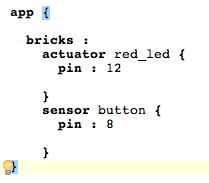 app {
bricks :
actuator red_led {
pin : 12
}
sensor button {
pin : 8
}
}